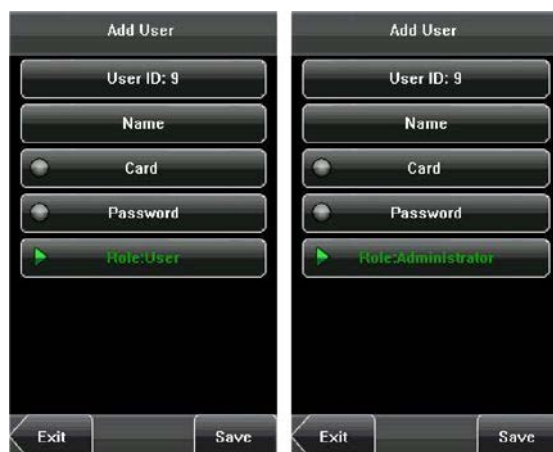 Add User
User ID: 9
Name
Card
Password
Role:User
Exit
Save
Add User
User ID: 9
Name
Card
Password
Role:Administrator
Exit
Save